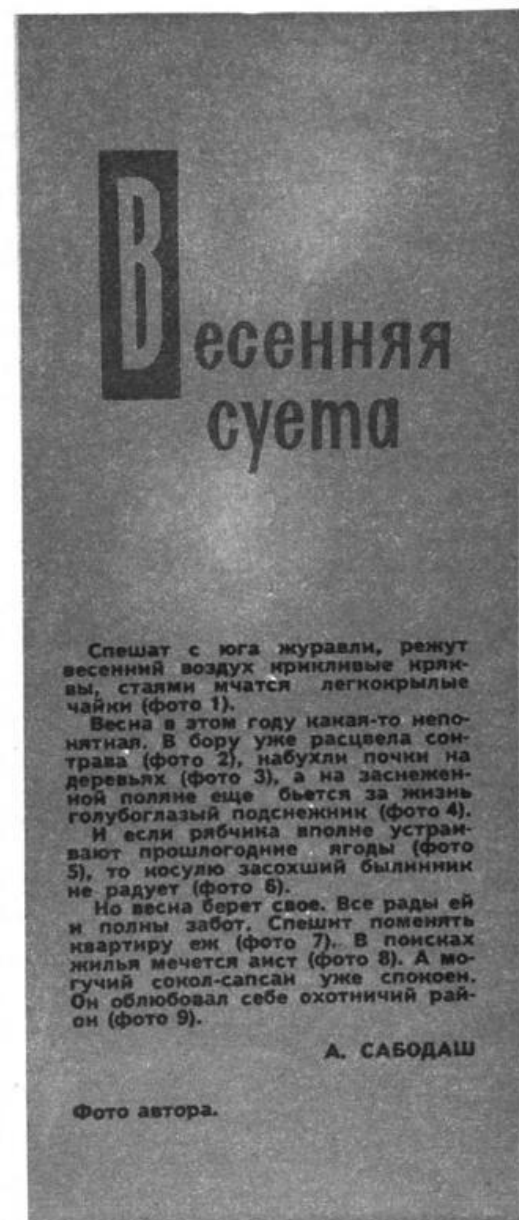 Весенняя
суета
Спешат с юга журавли, режут
весенний воздух крикливые кряк-
вы, стаями мчатся легкокрылые
чайки (фото 1).
Весна в этом году какая-то непо-
нятная. В бору уже расцвела сон-
трава (фото 2), набухли почки на
деревьях (фото 3), а на заснежен-
ной поляне еще бьется за жизнь
голубоглазый подснежник (фото 4).
И если рябчика вполне устраи-
вают прошлогодние ягоды (фото
5), то косулю засохший былинник
не радует (фото 6).
Но весна берет свое. Все рады ей
и полны забот. Спешит поменять
квартиру еж (фото 7). В поисках
жилья мечется аист (фото 8). А мо-
гучий сокол-сапсан уже спокоен.
Он облюбовал себе охотничий рай-
он (фото 9).
А. САБОДАШ
Фото автора.